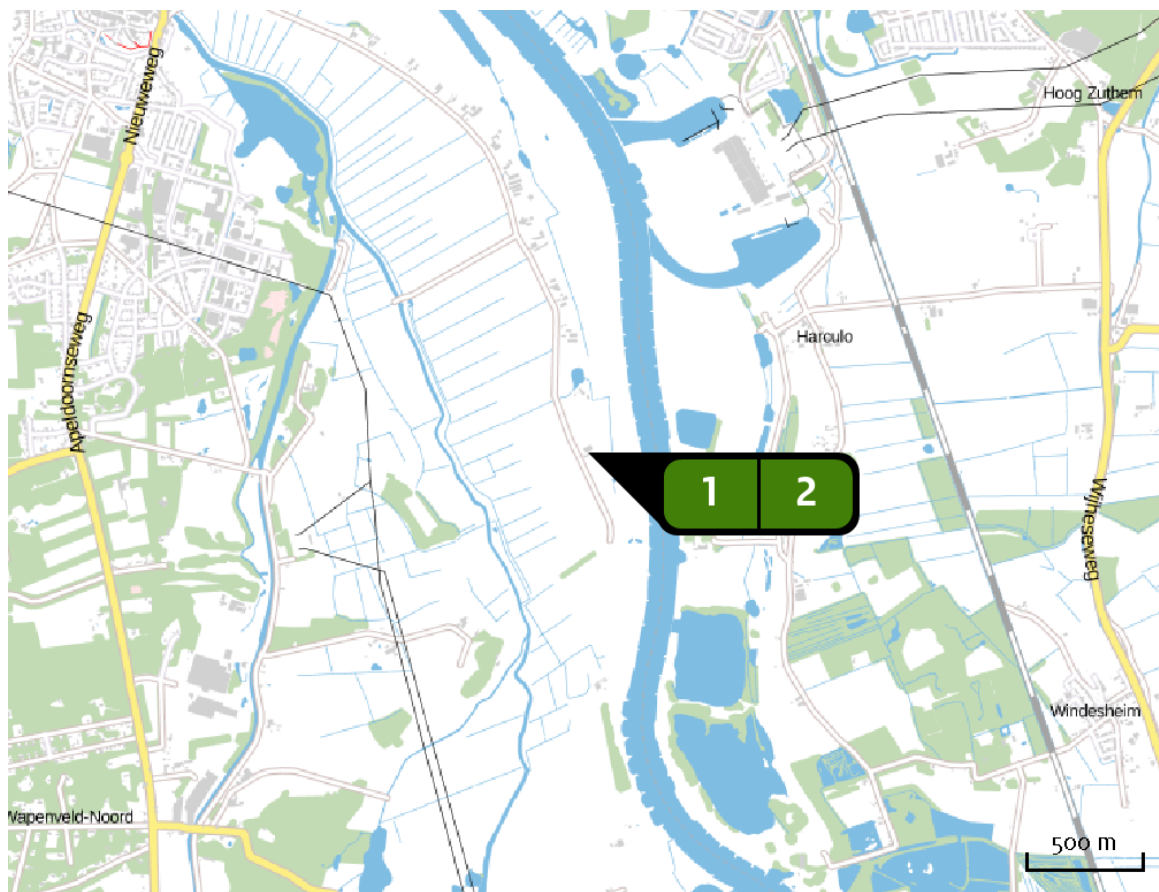 Nieuweweg
Hoog Zuthem
Apeldoornseweg
Harculo
1 2
Wijheseweg
Windesheim
Wapenveld-Noord
500 m